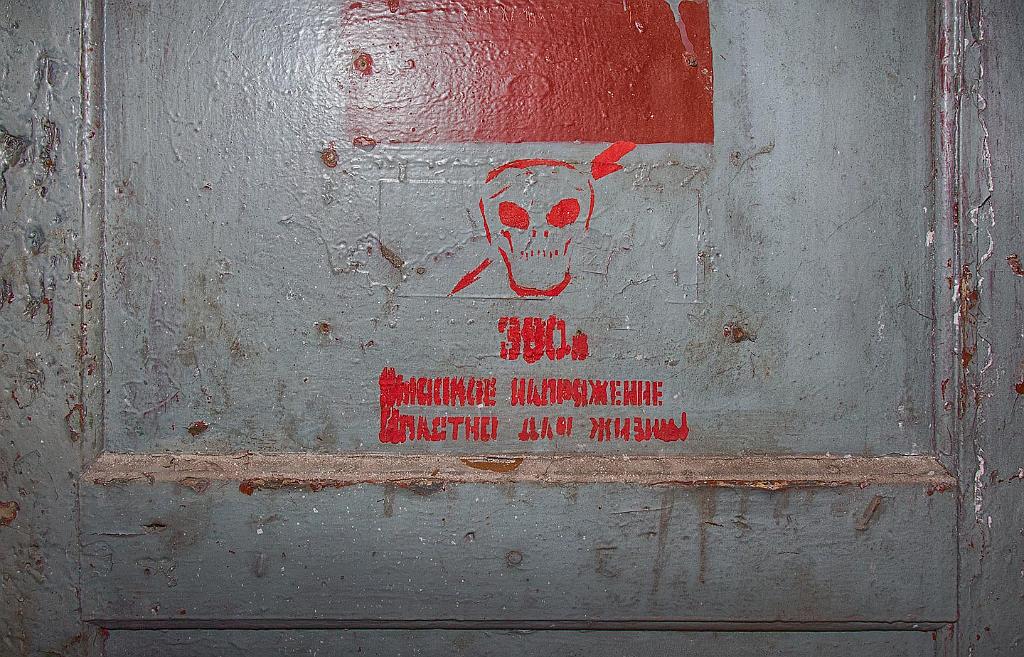 380в
Высокое напряжение
Опастно для жизни